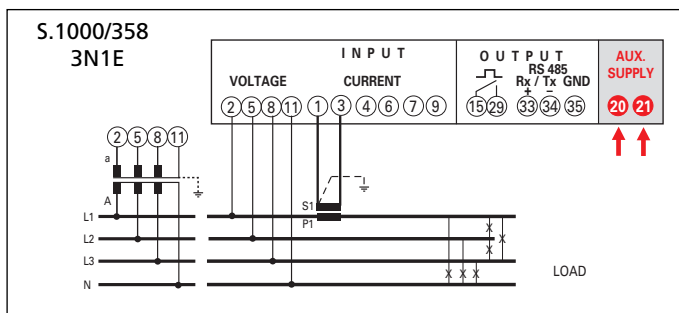 S.1000/358
3N1E
INPUT
VOLTAGE
CURRENT
2 5 8 11 1 3 4 6 7 9
OUTPUT
RS 485
Rx / Tx GND
+ −
15 29 33 34 35
AUX.
SUPPLY
20 21
2 5 8 11
a
A
S1
P1
L1
L2
L3
N
LOAD